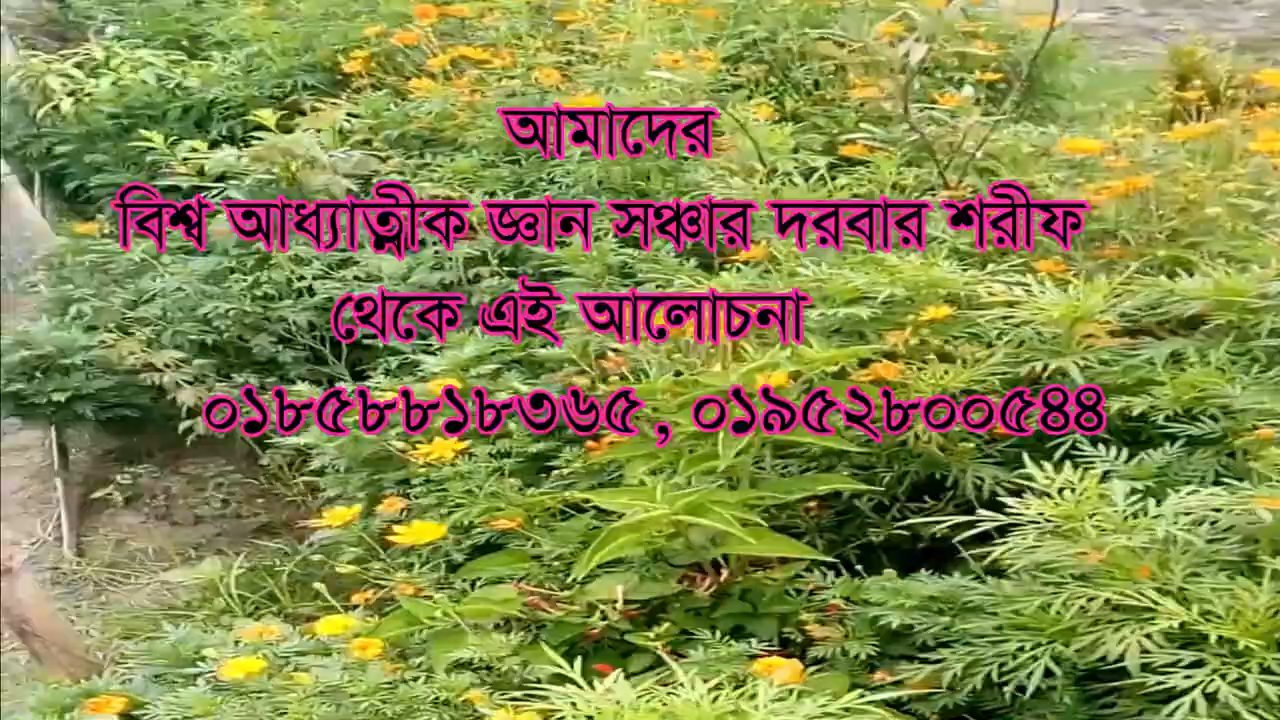 আমাদের
বিশ্ব আধ্যাত্নীক জ্ঞান সঞ্চার দরবার শরীফ
থেকে এই আলোচনা
০১৮৫৮৮১৮৩৬৫ , ০১৯৫২৮০০৫৪৪